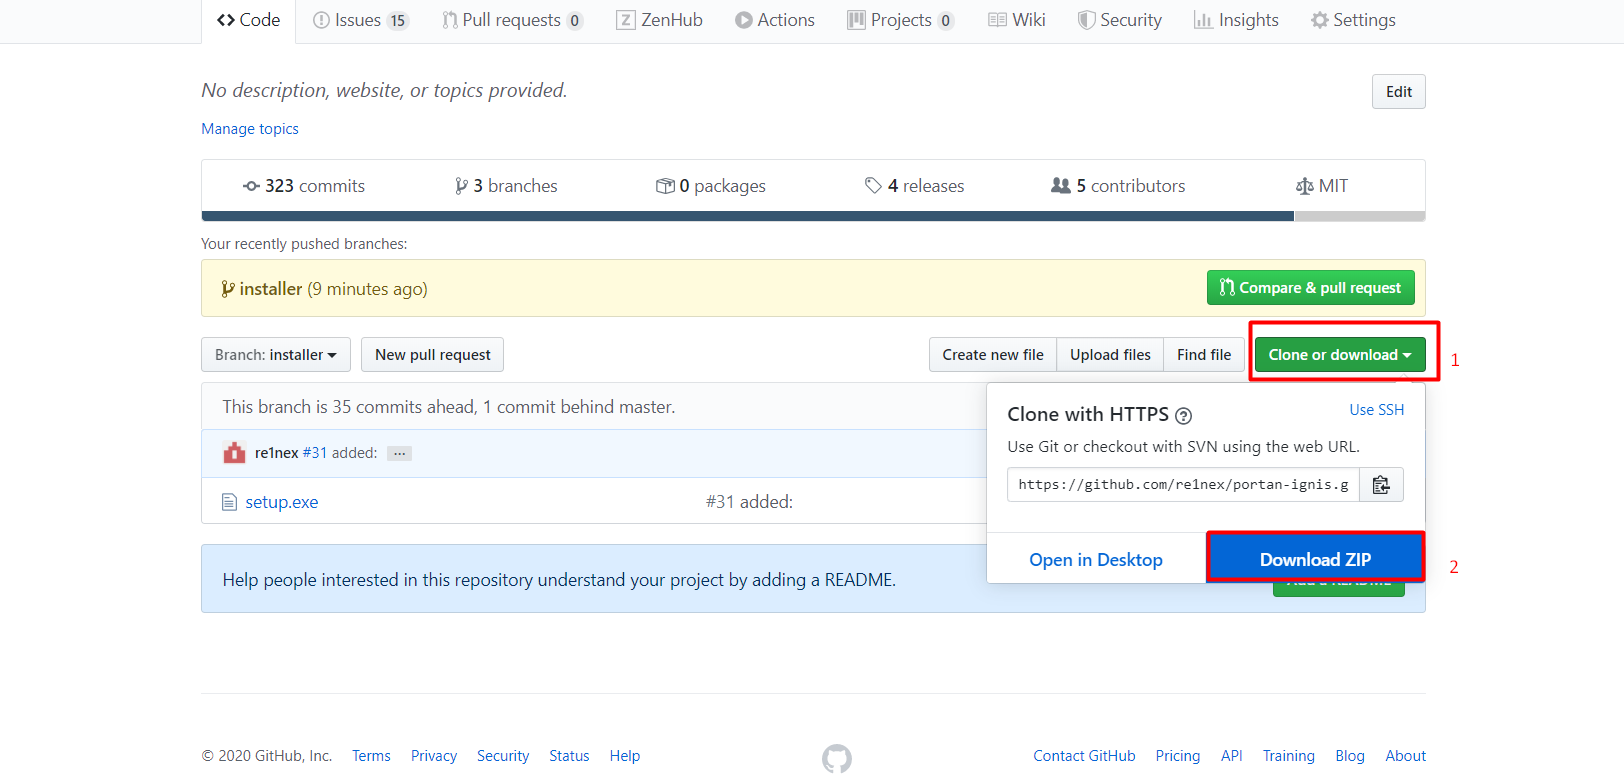 Code Issues 15 Pull requests 0 ZenHub Actions Projects 0 Wiki Security Insights Settings
No description, website, or topics provided.
Edit
Manage topics
323 commits 3 branches 0 packages 4 releases 5 contributors MIT
Your recently pushed branches:
installer (9 minutes ago) Compare & pull request
Branch: installer New pull request Create new file Upload files Find file Clone or download 1
This branch is 35 commits ahead, 1 commit behind master.
Clone with HTTPS Use SSH
Use Git or checkout with SVN using the web URL.
re1nex #31 added: ...
https://github.com/re1nex/portan-ignis.g
setup.exe #31 added:
Open in Desktop Download ZIP 2
Help people interested in this repository understand your project by adding a README.
Add a README
© 2020 GitHub, Inc. Terms Privacy Security Status Help Contact GitHub Pricing API Training Blog About